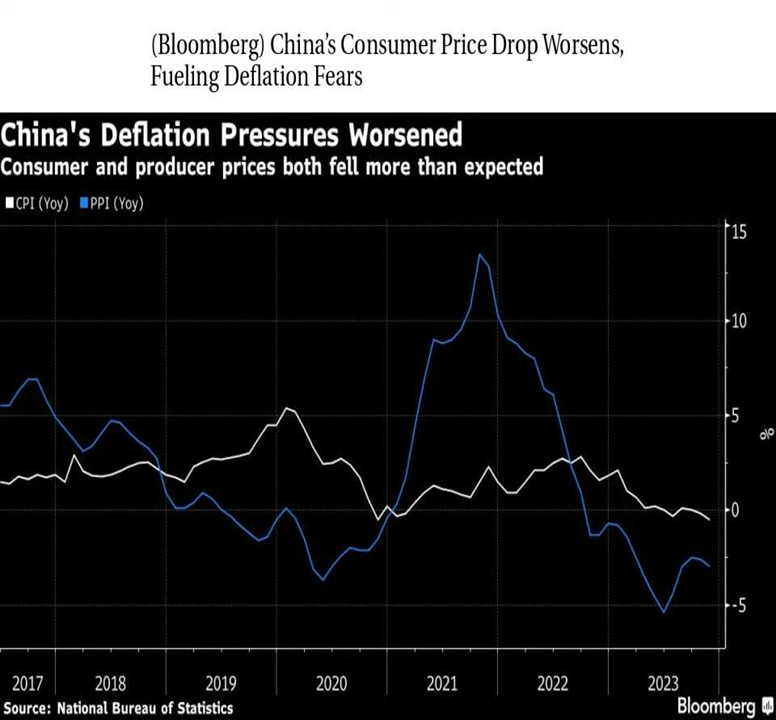 (Bloomberg) China's Consumer Price Drop Worsens,
Fueling Deflation Fears
China's Deflation Pressures Worsened
Consumer and producer prices both fell more than expected
CPI (Yoy) PPI (Yoy)
15
10
5
0
-5
%
2017 2018 2019 2020 2021 2022 2023
Source: National Bureau of Statistics
Bloomberg